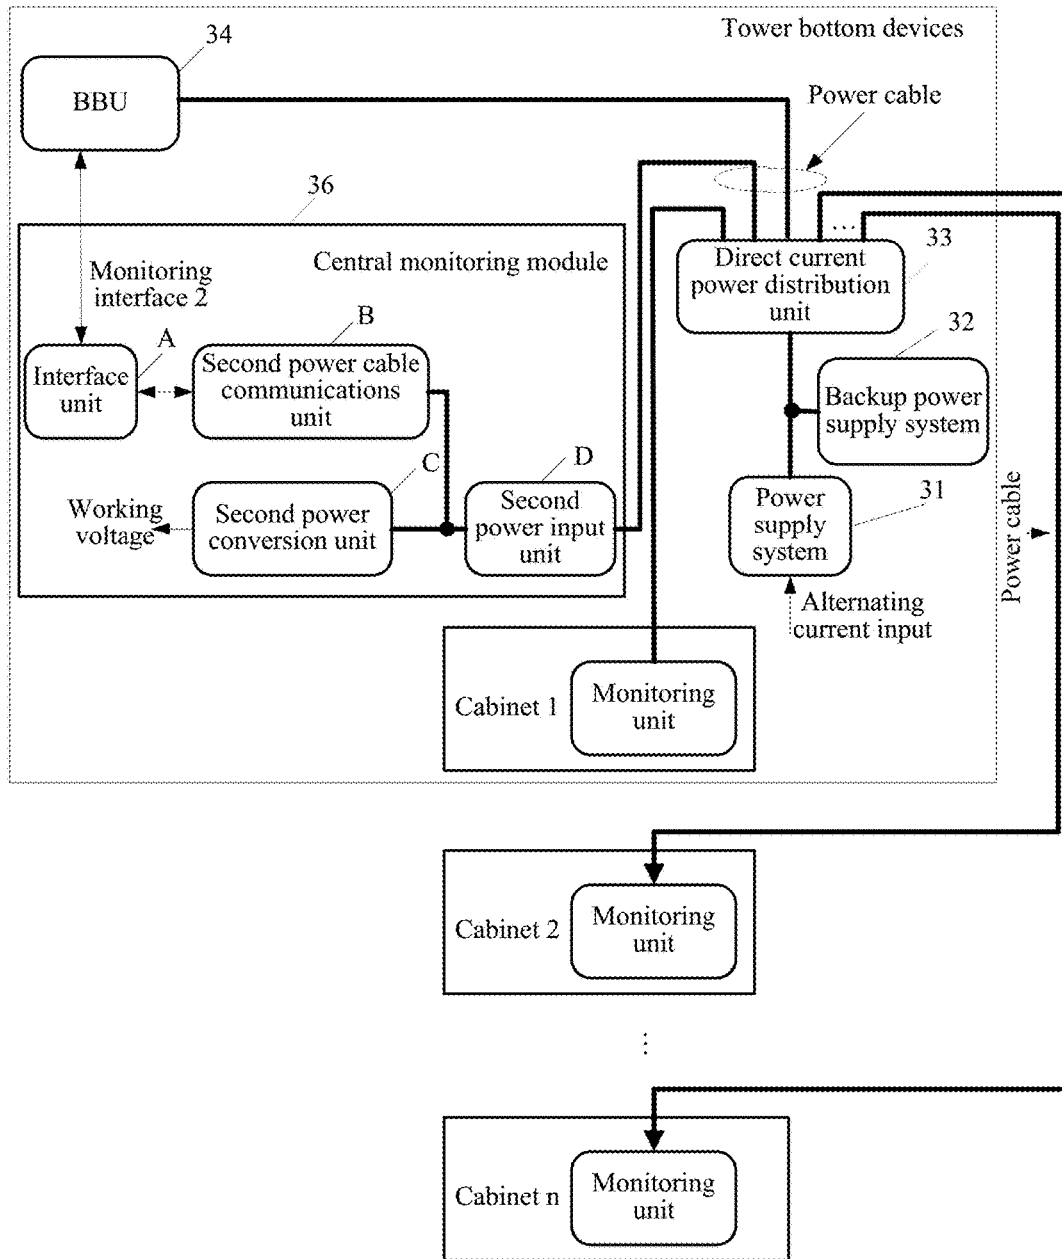 Tower bottom devices
34
BBU
Power cable
36
Central monitoring module
Monitoring
interface 2
33
Direct current
power distribution
unit
...
A
B
Interface
unit
Second power cable
communications
unit
32
Backup power
supply system
C
D
Working
voltage
Second power
conversion unit
Second
power input
unit
31
Power
supply
system
Power cable
Alternating
current input
Cabinet 1
Monitoring
unit
Cabinet 2
Monitoring
unit
...
Cabinet n
Monitoring
unit